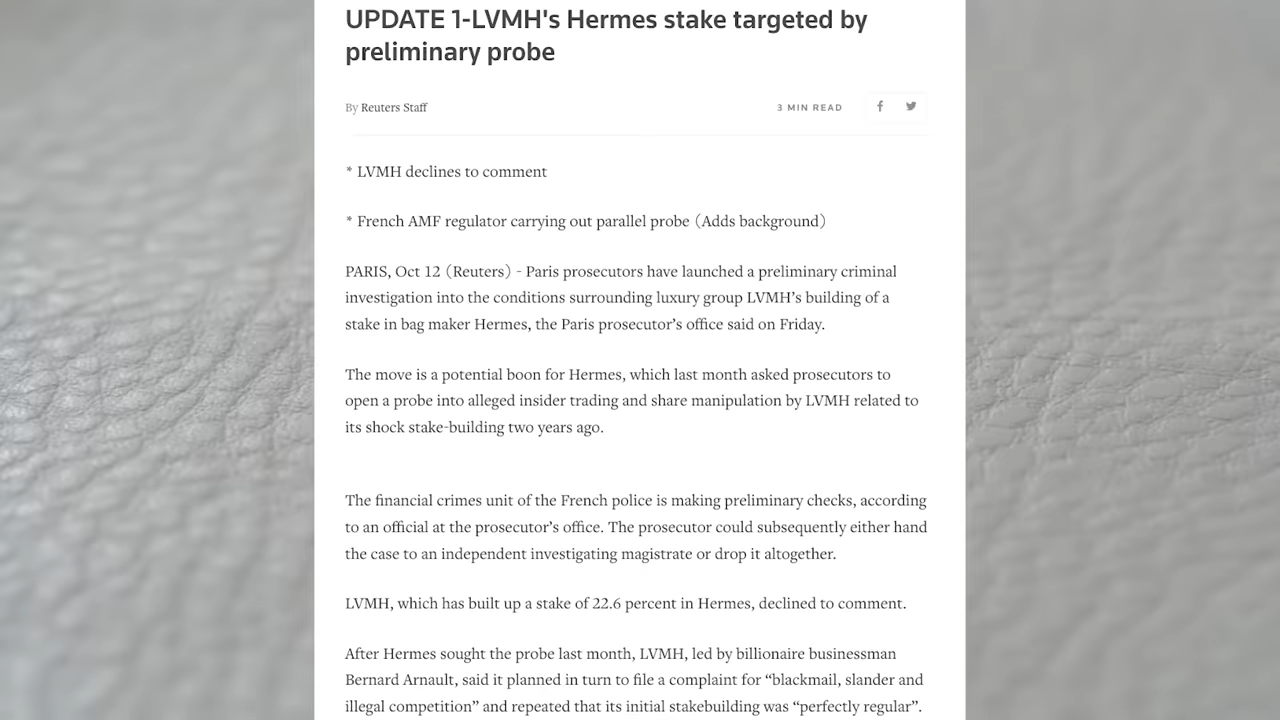 UPDATE 1-LVMH's Hermes stake targeted by
preliminary probe
By Reuters Staff
3 MIN READ
* LVMH declines to comment
* French AMF regulator carrying out parallel probe (Adds background)
PARIS, Oct 12 (Reuters) - Paris prosecutors have launched a preliminary criminal
investigation into the conditions surrounding luxury group LVMH’s building of a
stake in bag maker Hermes, the Paris prosecutor’s office said on Friday.
The move is a potential boon for Hermes, which last month asked prosecutors to
open a probe into alleged insider trading and share manipulation by LVMH related to
its shock stake-building two years ago.
The financial crimes unit of the French police is making preliminary checks, according
to an official at the prosecutor’s office. The prosecutor could subsequently either hand
the case to an independent investigating magistrate or drop it altogether.
LVMH, which has built up a stake of 22.6 percent in Hermes, declined to comment.
After Hermes sought the probe last month, LVMH, led by billionaire businessman
Bernard Arnault, said it planned in turn to file a complaint for “blackmail, slander and
illegal competition” and repeated that its initial stakebuilding was “perfectly regular”.